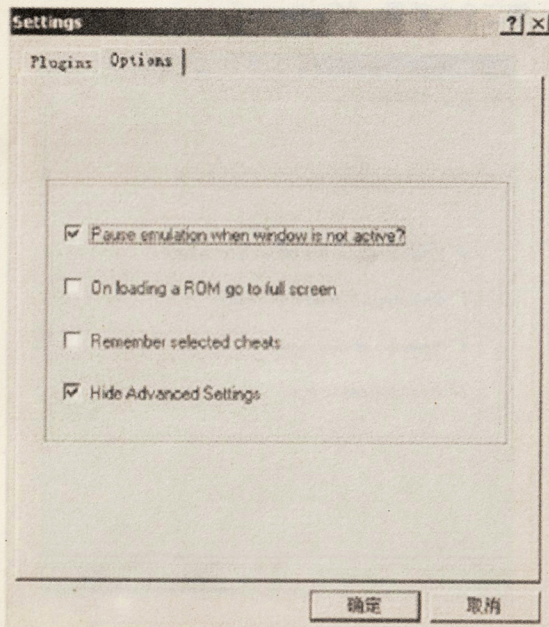 Settings
Plugins Options
Pause emulation when window is not active?
On loading a ROM go to full screen
Remember selected cheats
Hide Advanced Settings
确定 取消